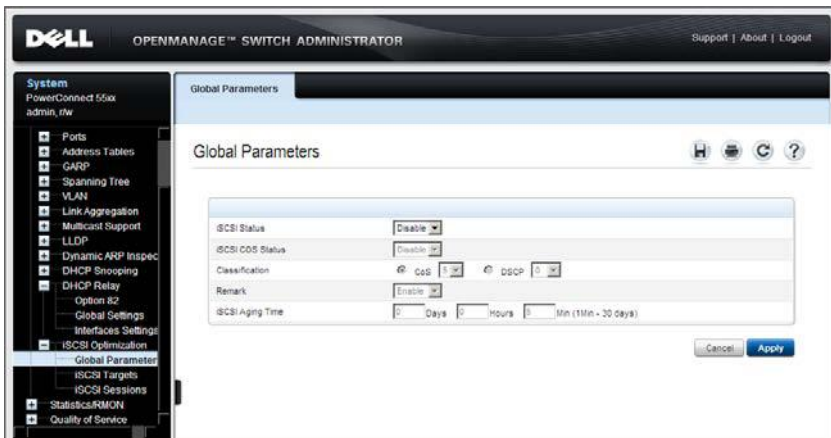 DELL OPENMANAGE™ SWITCH ADMINISTRATOR Support | About | Logout
System
PowerConnect 55xx
admin, r/w
Ports
Address Tables
GARP
Spanning Tree
VLAN
Link Aggregation
Multicast Support
LLDP
Dynamic ARP Inspec
DHCP Snooping
DHCP Relay
Option 82
Global Settings
Interfaces Settings
iSCSI Optimization
Global Parameter
iSCSI Targets
iSCSI Sessions
Statistics/RMON
Quality of Service
Global Parameters
Global Parameters
iSCSI Status Disable
iSCSI COS Status Disable
Classification CoS 5 DSCP 0
Remark Enable
iSCSI Aging Time 0 Days 0 Hours 5 Min (1Min - 30 days)
Cancel Apply